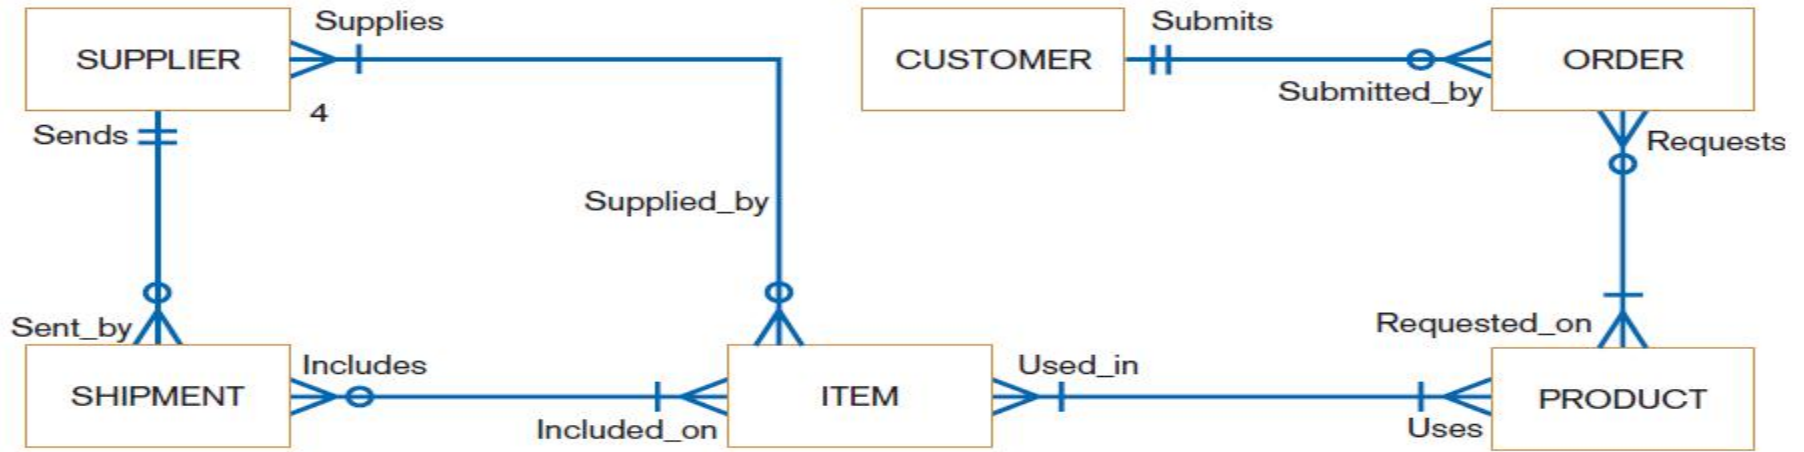 Supplies
Submits
SUPPLIER
CUSTOMER
ORDER
Submitted_by
4
Sends
Requests
Supplied_by
Sent_by
Requested_on
Includes
Used_in
SHIPMENT
ITEM
PRODUCT
Included_on
Uses